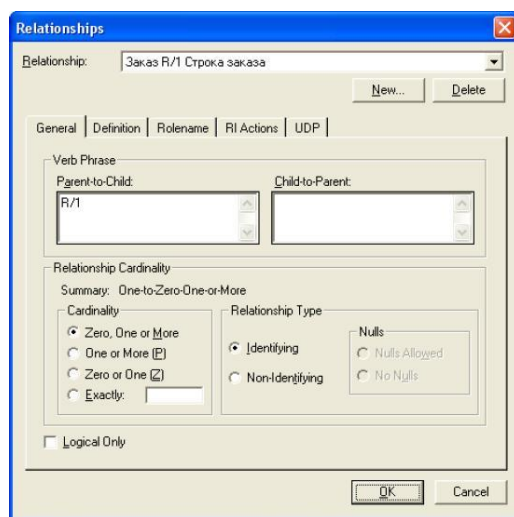 Relationships
Relationship: Заказ R/1 Строка заказа
New... Delete
General Definition Rolename RI Actions UDP
Verb Phrase
Parent-to-Child: Child-to-Parent:
R/1
Relationship Cardinality
Summary: One-to-Zero-One-or-More
Cardinality Relationship Type
Zero, One or More Nulls
One or More (P) Identifying Nulls Allowed
Zero or One (Z) Non-Identifying No Nulls
Exactly:
Logical Only
OK Cancel